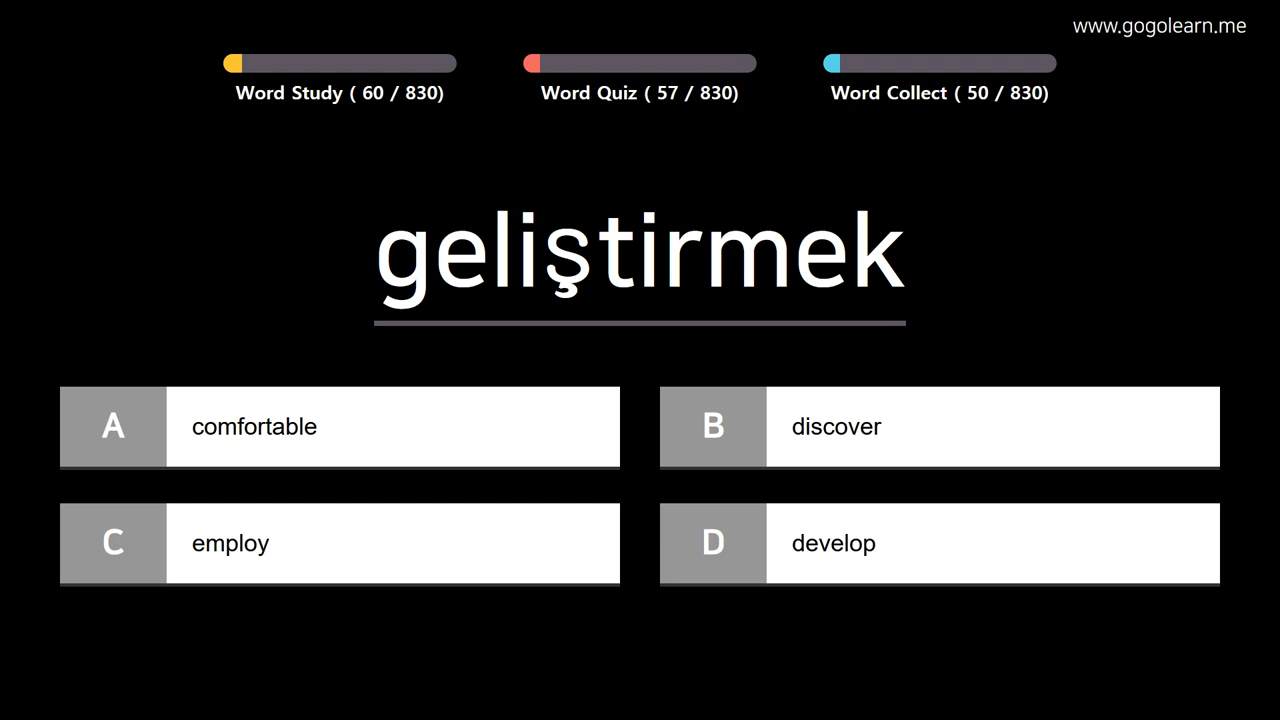 www.gogolearn.me
Word Study ( 60 / 830)
Word Quiz ( 57 / 830)
Word Collect ( 50 / 830)
geliştirmek
A comfortable
B discover
C employ
D develop